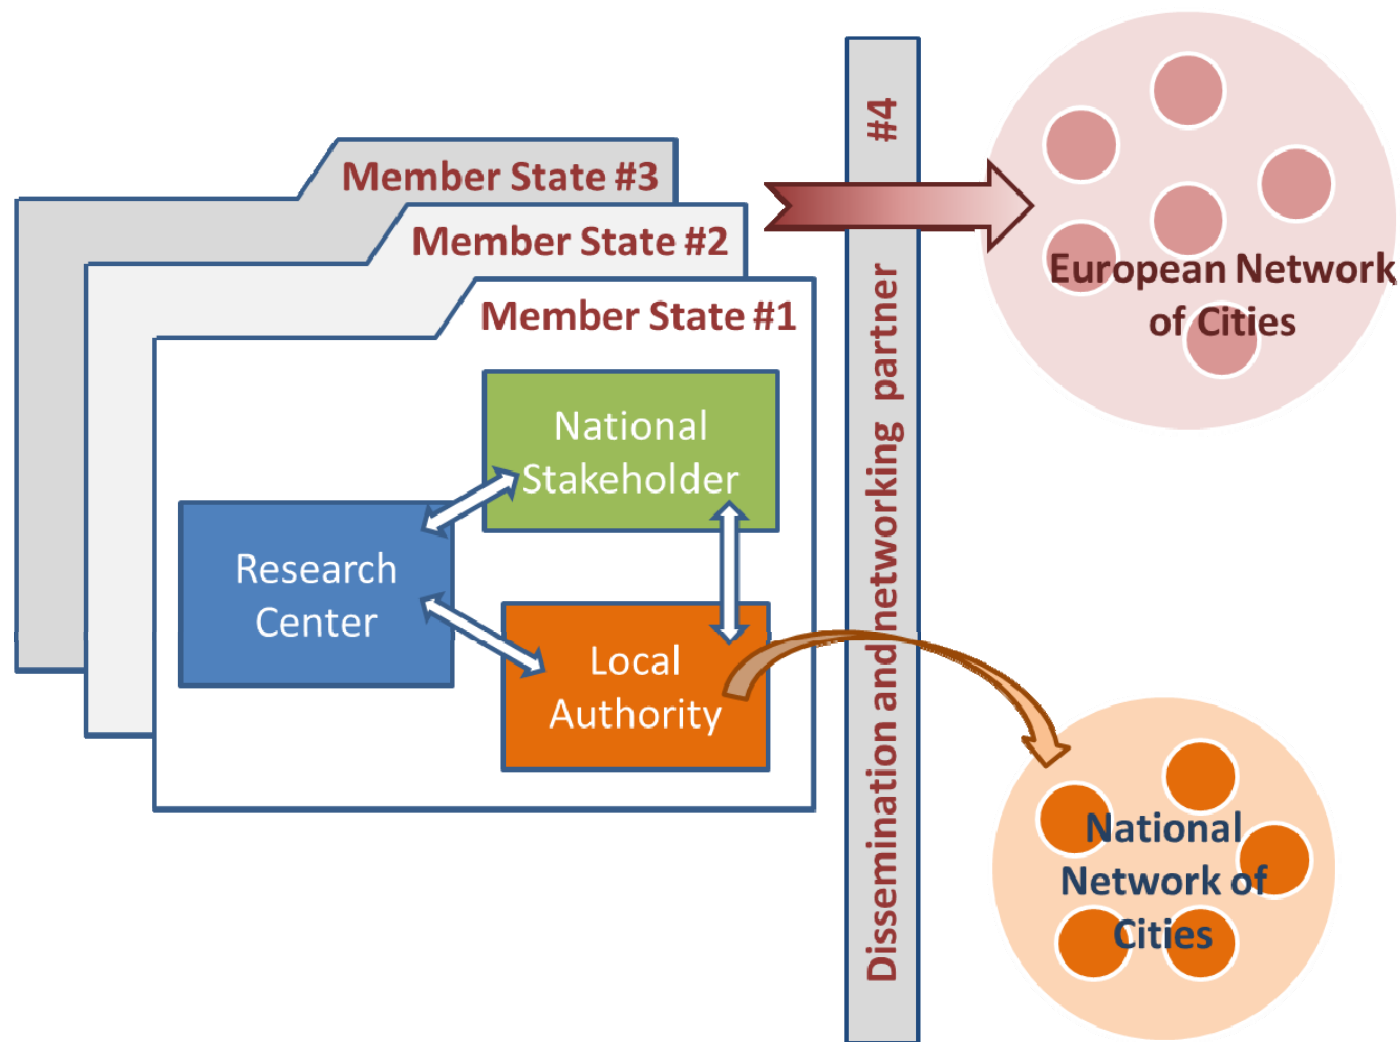 Member State #3
Member State #2
Member State #1
National
Stakeholder
Research
Center
Local
Authority
Dissemination and networking partner #4
European Network
of Cities
National
Network of
Cities